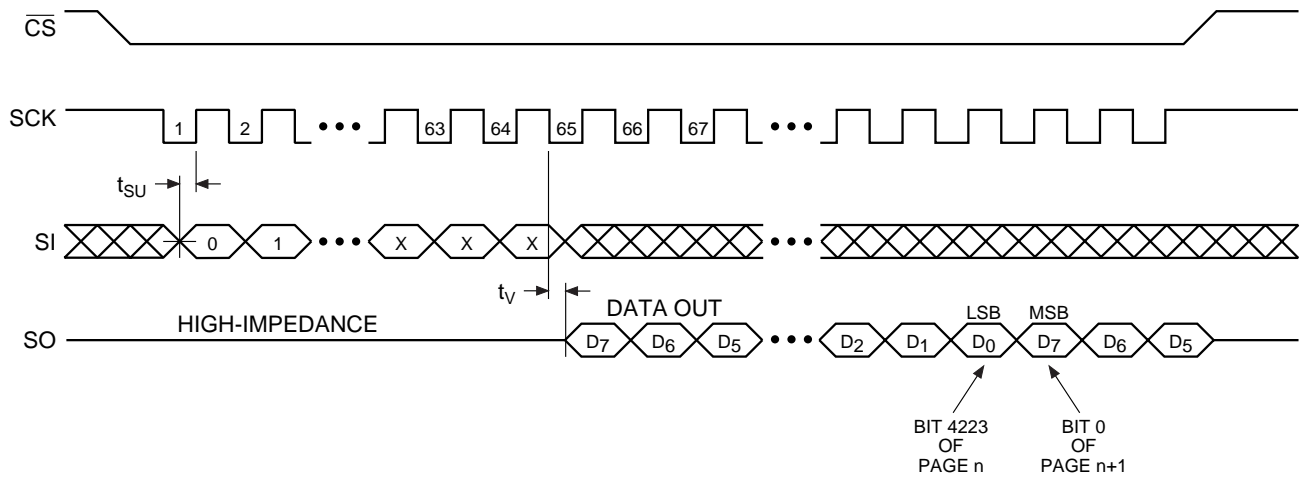 CS
SCK 1 2 ••• 63 64 65 66 67 •••
tSU
SI 0 1 ••• X X X •••
tV
HIGH-IMPEDANCE
DATA OUT
LSB MSB
SO D7 D6 D5 ••• D2 D1 D0 D7 D6 D5
BIT 4223
OF
PAGE n
BIT 0
OF
PAGE n+1